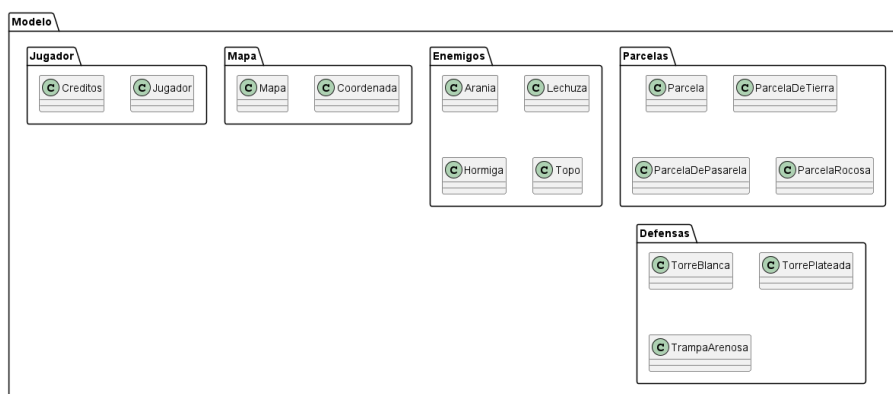 Modelo
Jugador
C Creditos
C Jugador
Mapa
C Mapa
C Coordenada
Enemigos
C Arania
C Lechuza
C Hormiga
C Topo
Parcelas
C Parcela
C ParcelaDeTierra
C ParcelaDePasarela
C ParcelaRocosa
Defensas
C TorreBlanca
C TorrePlateada
C TrampaArenosa